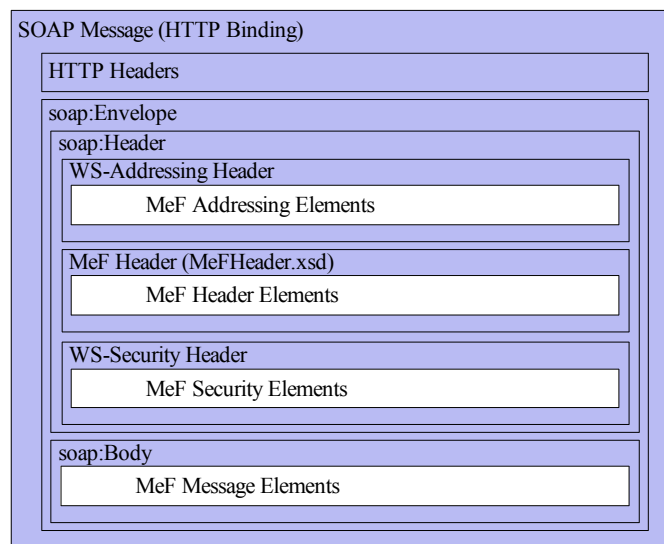 SOAP Message (HTTP Binding)
HTTP Headers
soap:Envelope
soap:Header
WS-Addressing Header
MeF Addressing Elements
MeF Header (MeFHeader.xsd)
MeF Header Elements
WS-Security Header
MeF Security Elements
soap:Body
MeF Message Elements